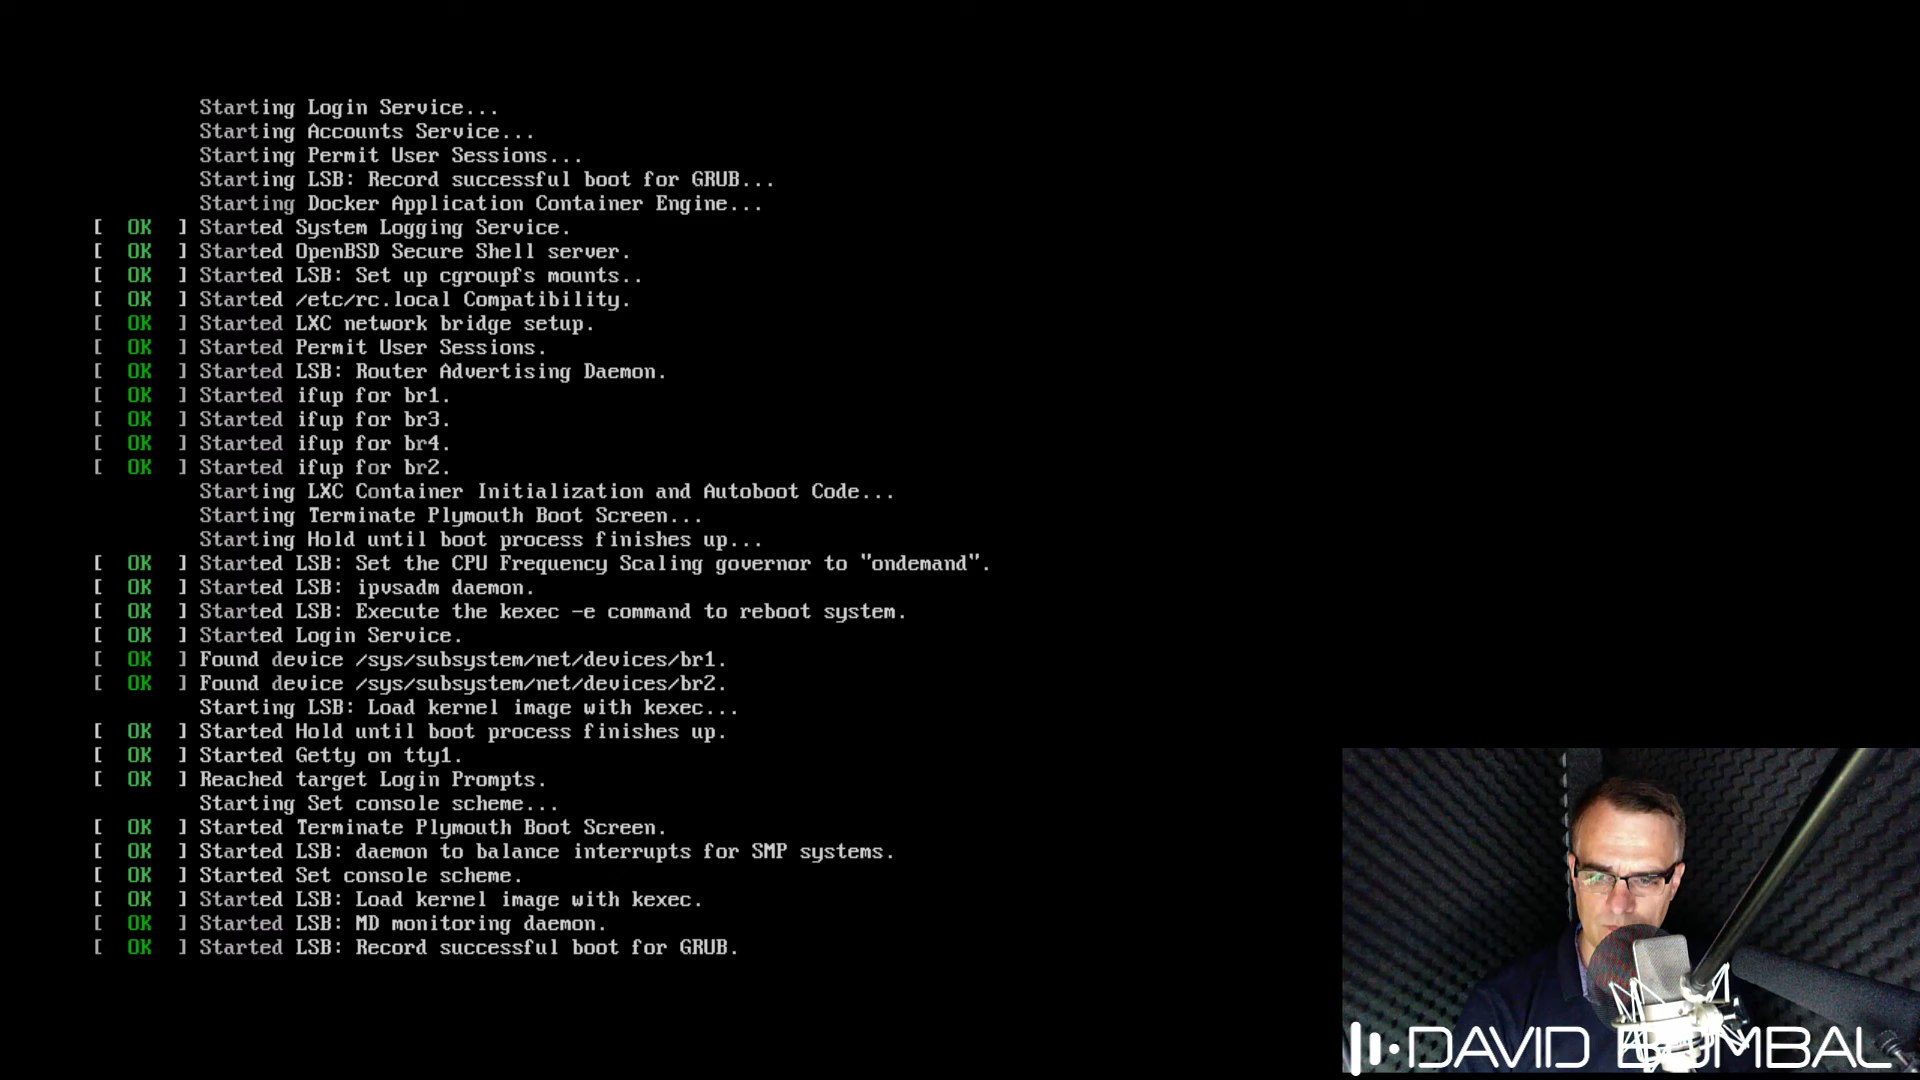 Starting Login Service...
Starting Accounts Service...
Starting Permit User Sessions...
Starting LSB: Record successful boot for GRUB...
Starting Docker Application Container Engine...
[  OK  ] Started System Logging Service.
[  OK  ] Started OpenBSD Secure Shell server.
[  OK  ] Started LSB: Set up cgroupfs mounts..
[  OK  ] Started /etc/rc.local Compatibility.
[  OK  ] Started LXC network bridge setup.
[  OK  ] Started Permit User Sessions.
[  OK  ] Started LSB: Router Advertising Daemon.
[  OK  ] Started ifup for br1.
[  OK  ] Started ifup for br3.
[  OK  ] Started ifup for br4.
[  OK  ] Started ifup for br2.
Starting LXC Container Initialization and Autoboot Code...
Starting Terminate Plymouth Boot Screen...
Starting Hold until boot process finishes up...
[  OK  ] Started LSB: Set the CPU Frequency Scaling governor to "ondemand".
[  OK  ] Started LSB: ipvsadm daemon.
[  OK  ] Started LSB: Execute the kexec -e command to reboot system.
[  OK  ] Started Login Service.
[  OK  ] Found device /sys/subsystem/net/devices/br1.
[  OK  ] Found device /sys/subsystem/net/devices/br2.
Starting LSB: Load kernel image with kexec...
[  OK  ] Started Hold until boot process finishes up.
[  OK  ] Started Getty on tty1.
[  OK  ] Reached target Login Prompts.
Starting Set console scheme...
[  OK  ] Started Terminate Plymouth Boot Screen.
[  OK  ] Started LSB: daemon to balance interrupts for SMP systems.
[  OK  ] Started Set console scheme.
[  OK  ] Started LSB: Load kernel image with kexec.
[  OK  ] Started LSB: MD monitoring daemon.
[  OK  ] Started LSB: Record successful boot for GRUB.
DAVID BOMBAL